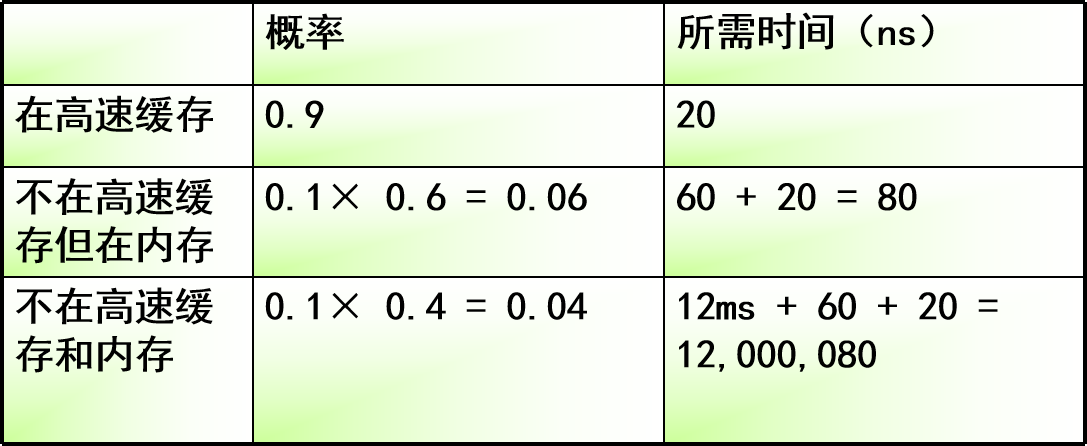 概率
所需时间（ns）
在高速缓存
0.9
20
不在高速缓
存但在内存
0.1× 0.6 = 0.06
60 + 20 = 80
不在高速缓
存和内存
0.1× 0.4 = 0.04
12ms + 60 + 20 =
12,000,080